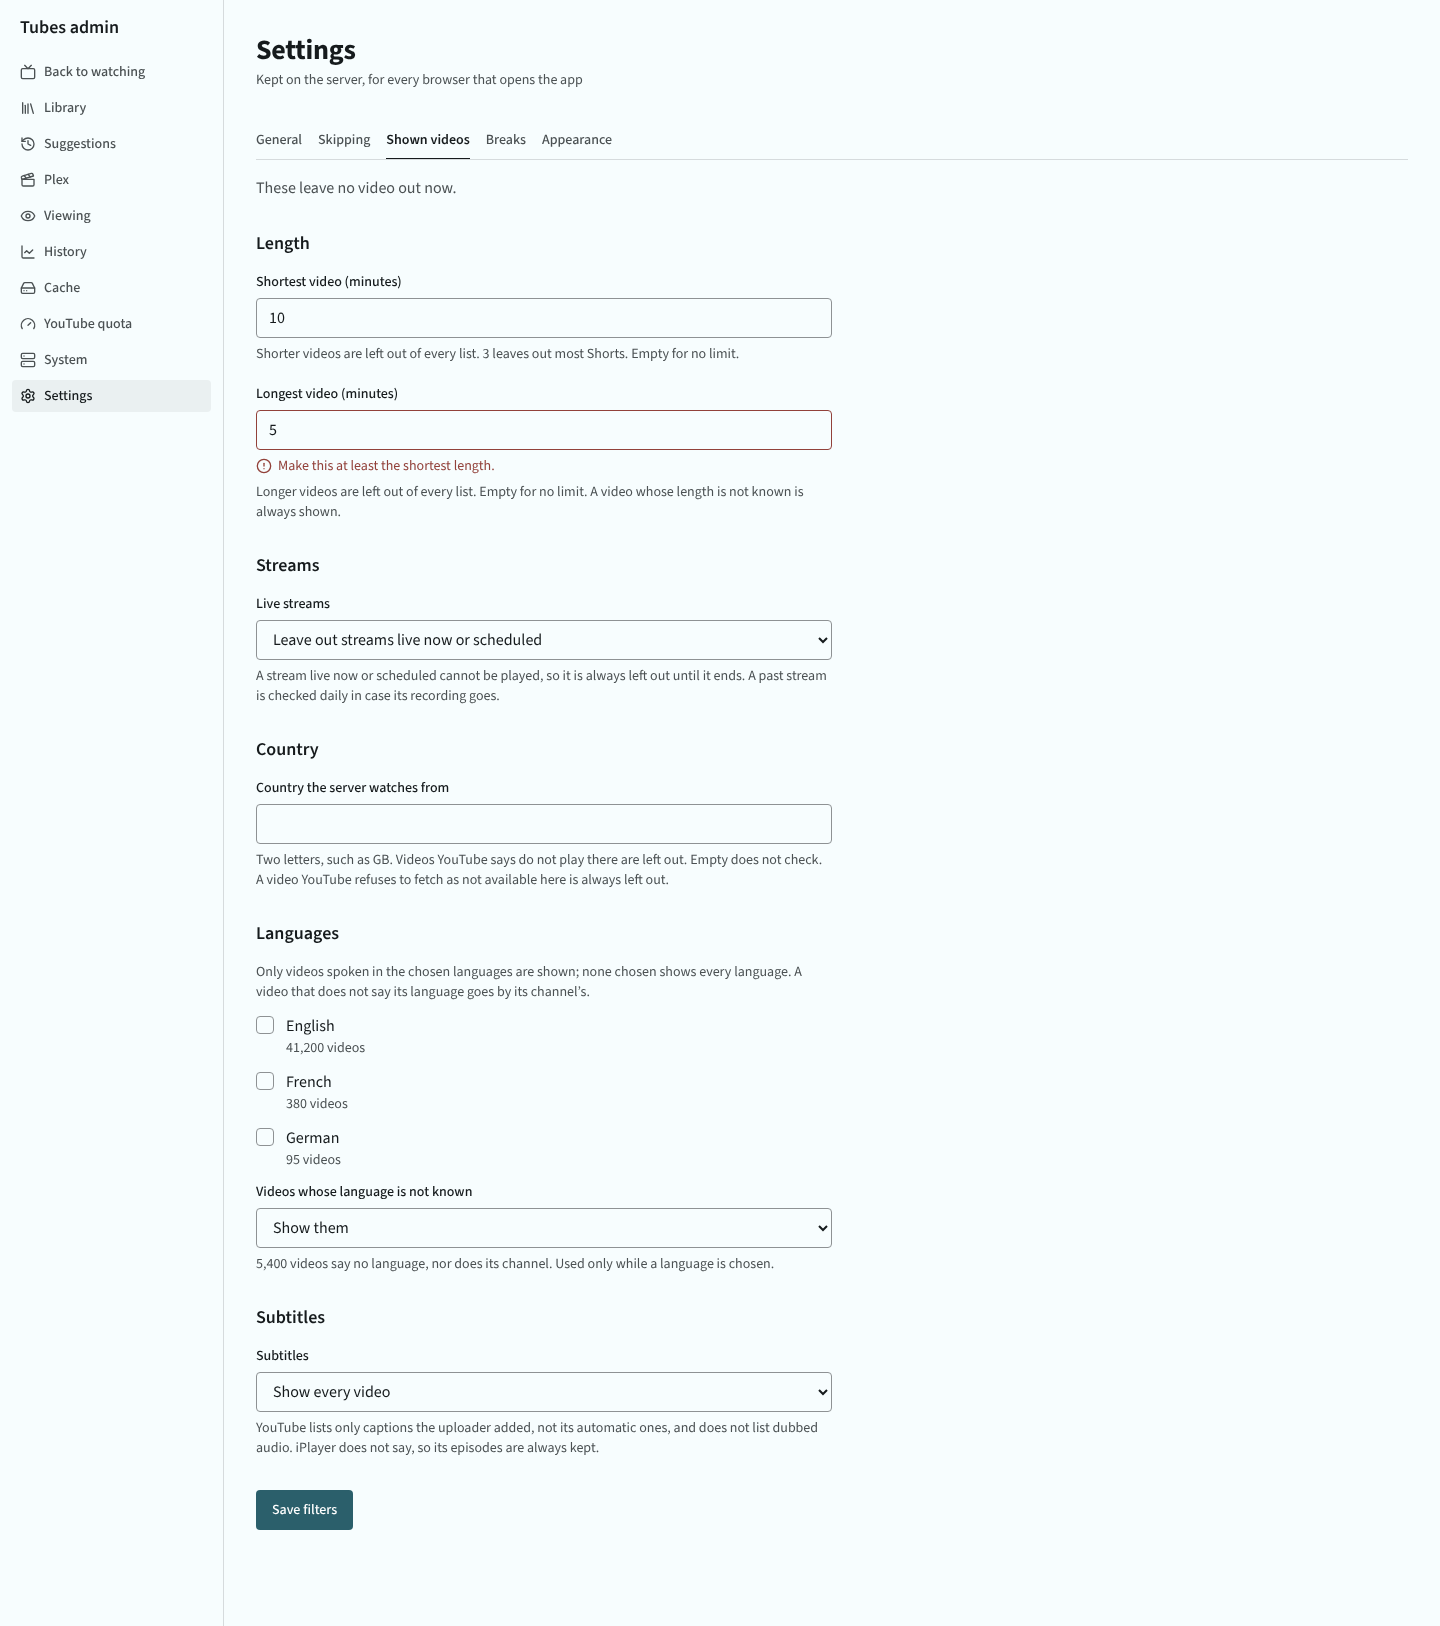 Tubes admin
Back to watching
Library
Suggestions
Plex
Viewing
History
Cache
YouTube quota
System
Settings
Settings
Kept on the server, for every browser that opens the app
General
Skipping
Shown videos
Breaks
Appearance
These leave no video out now.
Length
Shortest video (minutes)
10
Shorter videos are left out of every list. 3 leaves out most Shorts. Empty for no limit.
Longest video (minutes)
5
Make this at least the shortest length.
Longer videos are left out of every list. Empty for no limit. A video whose length is not known is
always shown.
Streams
Live streams
Leave out streams live now or scheduled
A stream live now or scheduled cannot be played, so it is always left out until it ends. A past stream
is checked daily in case its recording goes.
Country
Country the server watches from
Two letters, such as GB. Videos YouTube says do not play there are left out. Empty does not check.
A video YouTube refuses to fetch as not available here is always left out.
Languages
Only videos spoken in the chosen languages are shown; none chosen shows every language. A
video that does not say its language goes by its channel’s.
English
41,200 videos
French
380 videos
German
95 videos
Videos whose language is not known
Show them
5,400 videos say no language, nor does its channel. Used only while a language is chosen.
Subtitles
Subtitles
Show every video
YouTube lists only captions the uploader added, not its automatic ones, and does not list dubbed
audio. iPlayer does not say, so its episodes are always kept.
Save filters